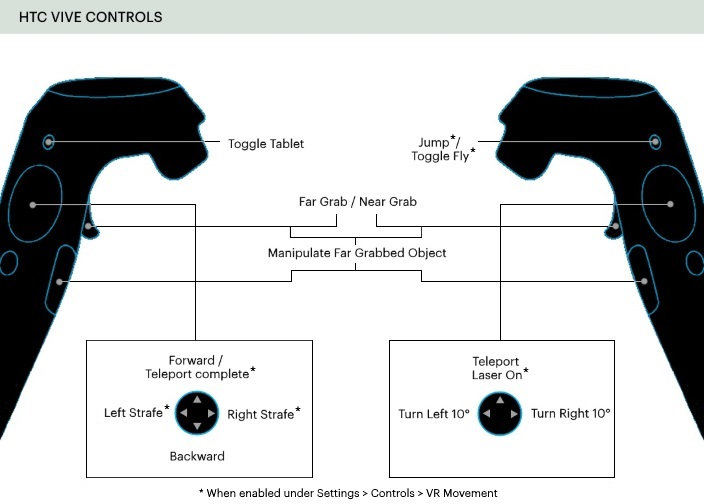 HTC VIVE CONTROLS
Toggle Tablet
Jump*/
Toggle Fly*
Far Grab / Near Grab
Manipulate Far Grabbed Object
Forward /
Teleport complete*
Left Strafe*
Right Strafe*
Backward
Teleport
Laser On*
Turn Left 10°
Turn Right 10°
* When enabled under Settings > Controls > VR Movement